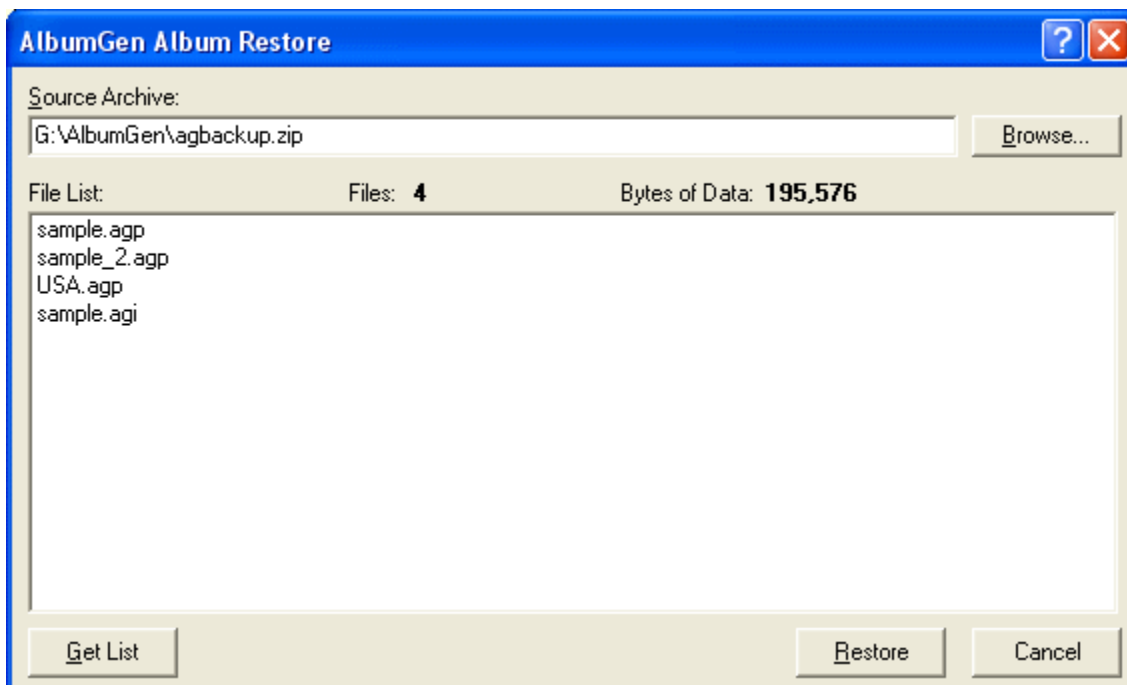 AlbumGen Album Restore
Source Archive:
G:\AlbumGen\agbackup.zip
Browse...
File List: Files: 4 Bytes of Data: 195,576
sample.agp
sample_2.agp
USA.agp
sample.agi
Get List Restore Cancel